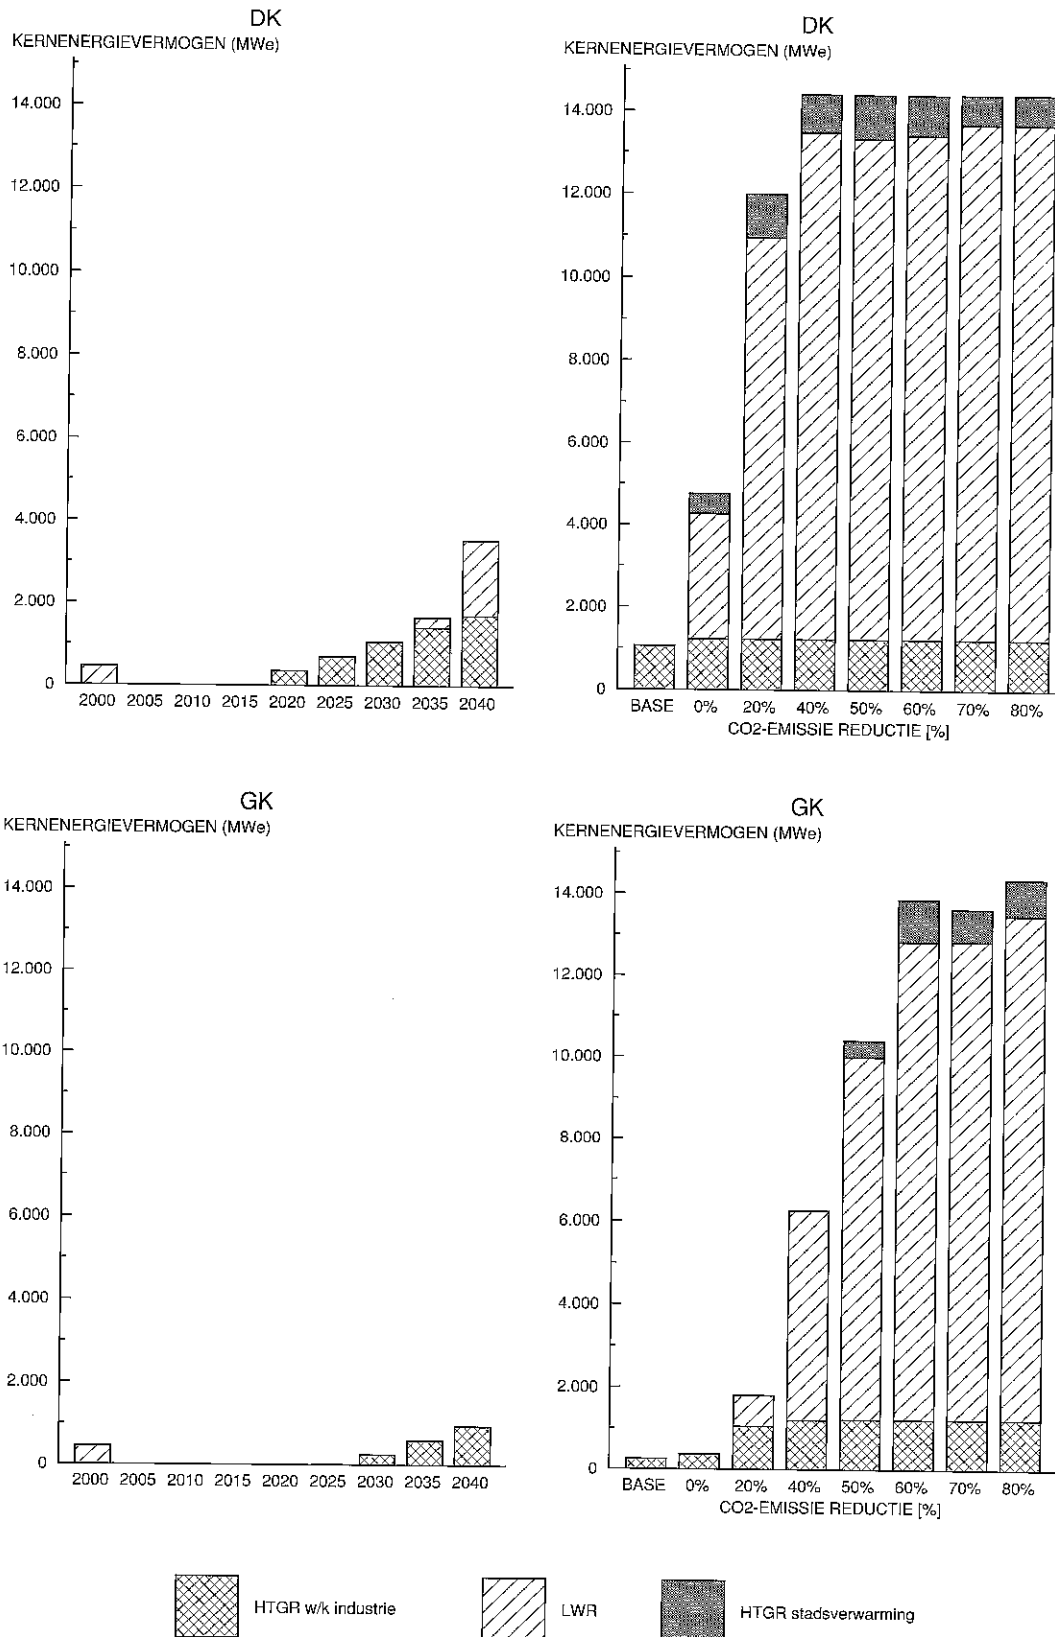 DK
KERNENERGIEVERMOGEN (MWe)
14.000
12.000
10.000
8.000
6.000
4.000
2.000
0
2000 2005 2010 2015 2020 2025 2030 2035 2040
DK
KERNENERGIEVERMOGEN (MWe)
14.000
12.000
10.000
8.000
6.000
4.000
2.000
0
BASE 0% 20% 40% 50% 60% 70% 80%
CO2-EMISSIE REDUCTIE [%]
GK
KERNENERGIEVERMOGEN (MWe)
14.000
12.000
10.000
8.000
6.000
4.000
2.000
0
2000 2005 2010 2015 2020 2025 2030 2035 2040
GK
KERNENERGIEVERMOGEN (MWe)
14.000
12.000
10.000
8.000
6.000
4.000
2.000
0
BASE 0% 20% 40% 50% 60% 70% 80%
CO2-EMISSIE REDUCTIE [%]
HTGR w/k industrie
LWR
HTGR stadsverwarming